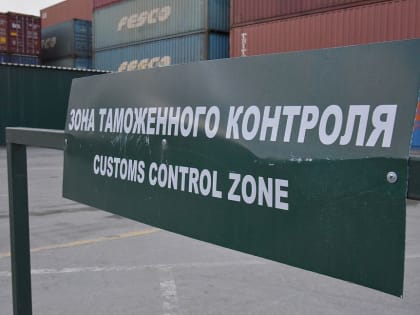 FESCO
FESCO
ЗОНА ТАМОЖЕННОГО КОНТРОЛЯ
CUSTOMS CONTROL ZONE